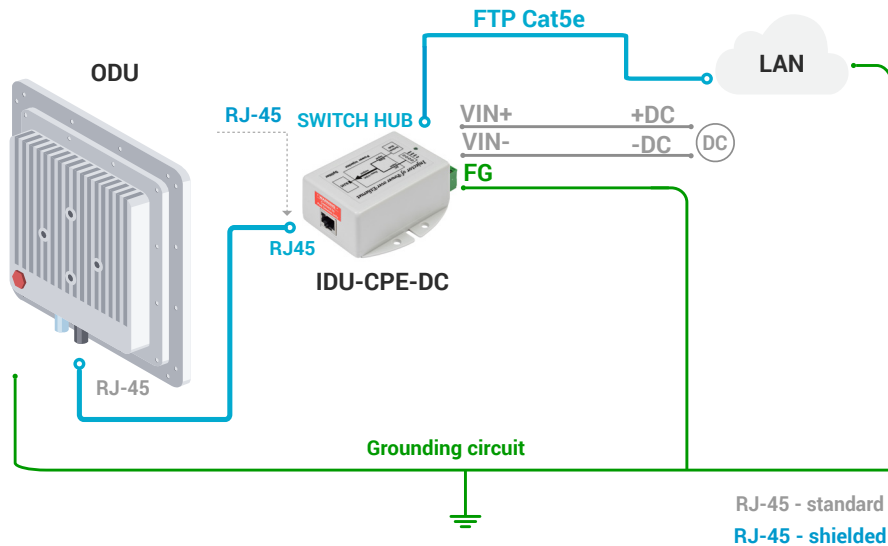 FTP Cat5e
ODU
LAN
RJ-45
SWITCH HUB
VIN+
+DC
VIN-
-DC
DC
FG
RJ45
IDU-CPE-DC
RJ-45
Grounding circuit
RJ-45 - standard
RJ-45 - shielded